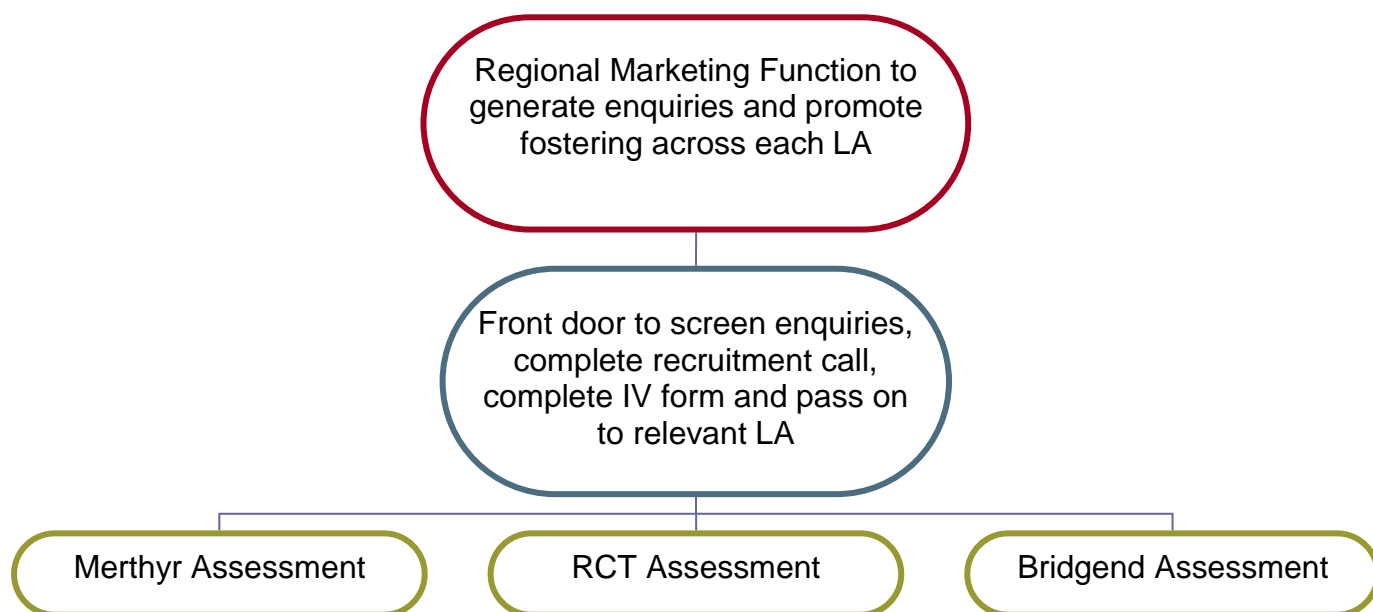 Regional Marketing Function to
generate enquiries and promote
fostering across each LA
Front door to screen enquiries,
complete recruitment call,
complete IV form and pass on
to relevant LA
Merthyr Assessment
RCT Assessment
Bridgend Assessment